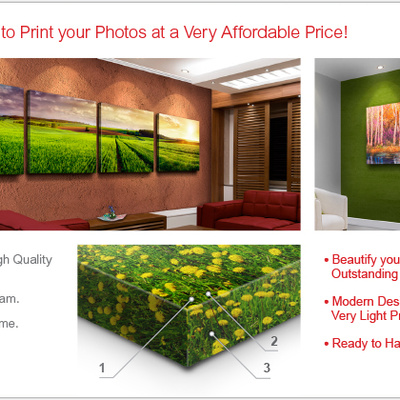 to Print your Photos at a Very Affordable Price!
gh Quality
am.
me.
1
2
3
• Beautify you
Outstanding
• Modern Des
Very Light P
• Ready to Ha